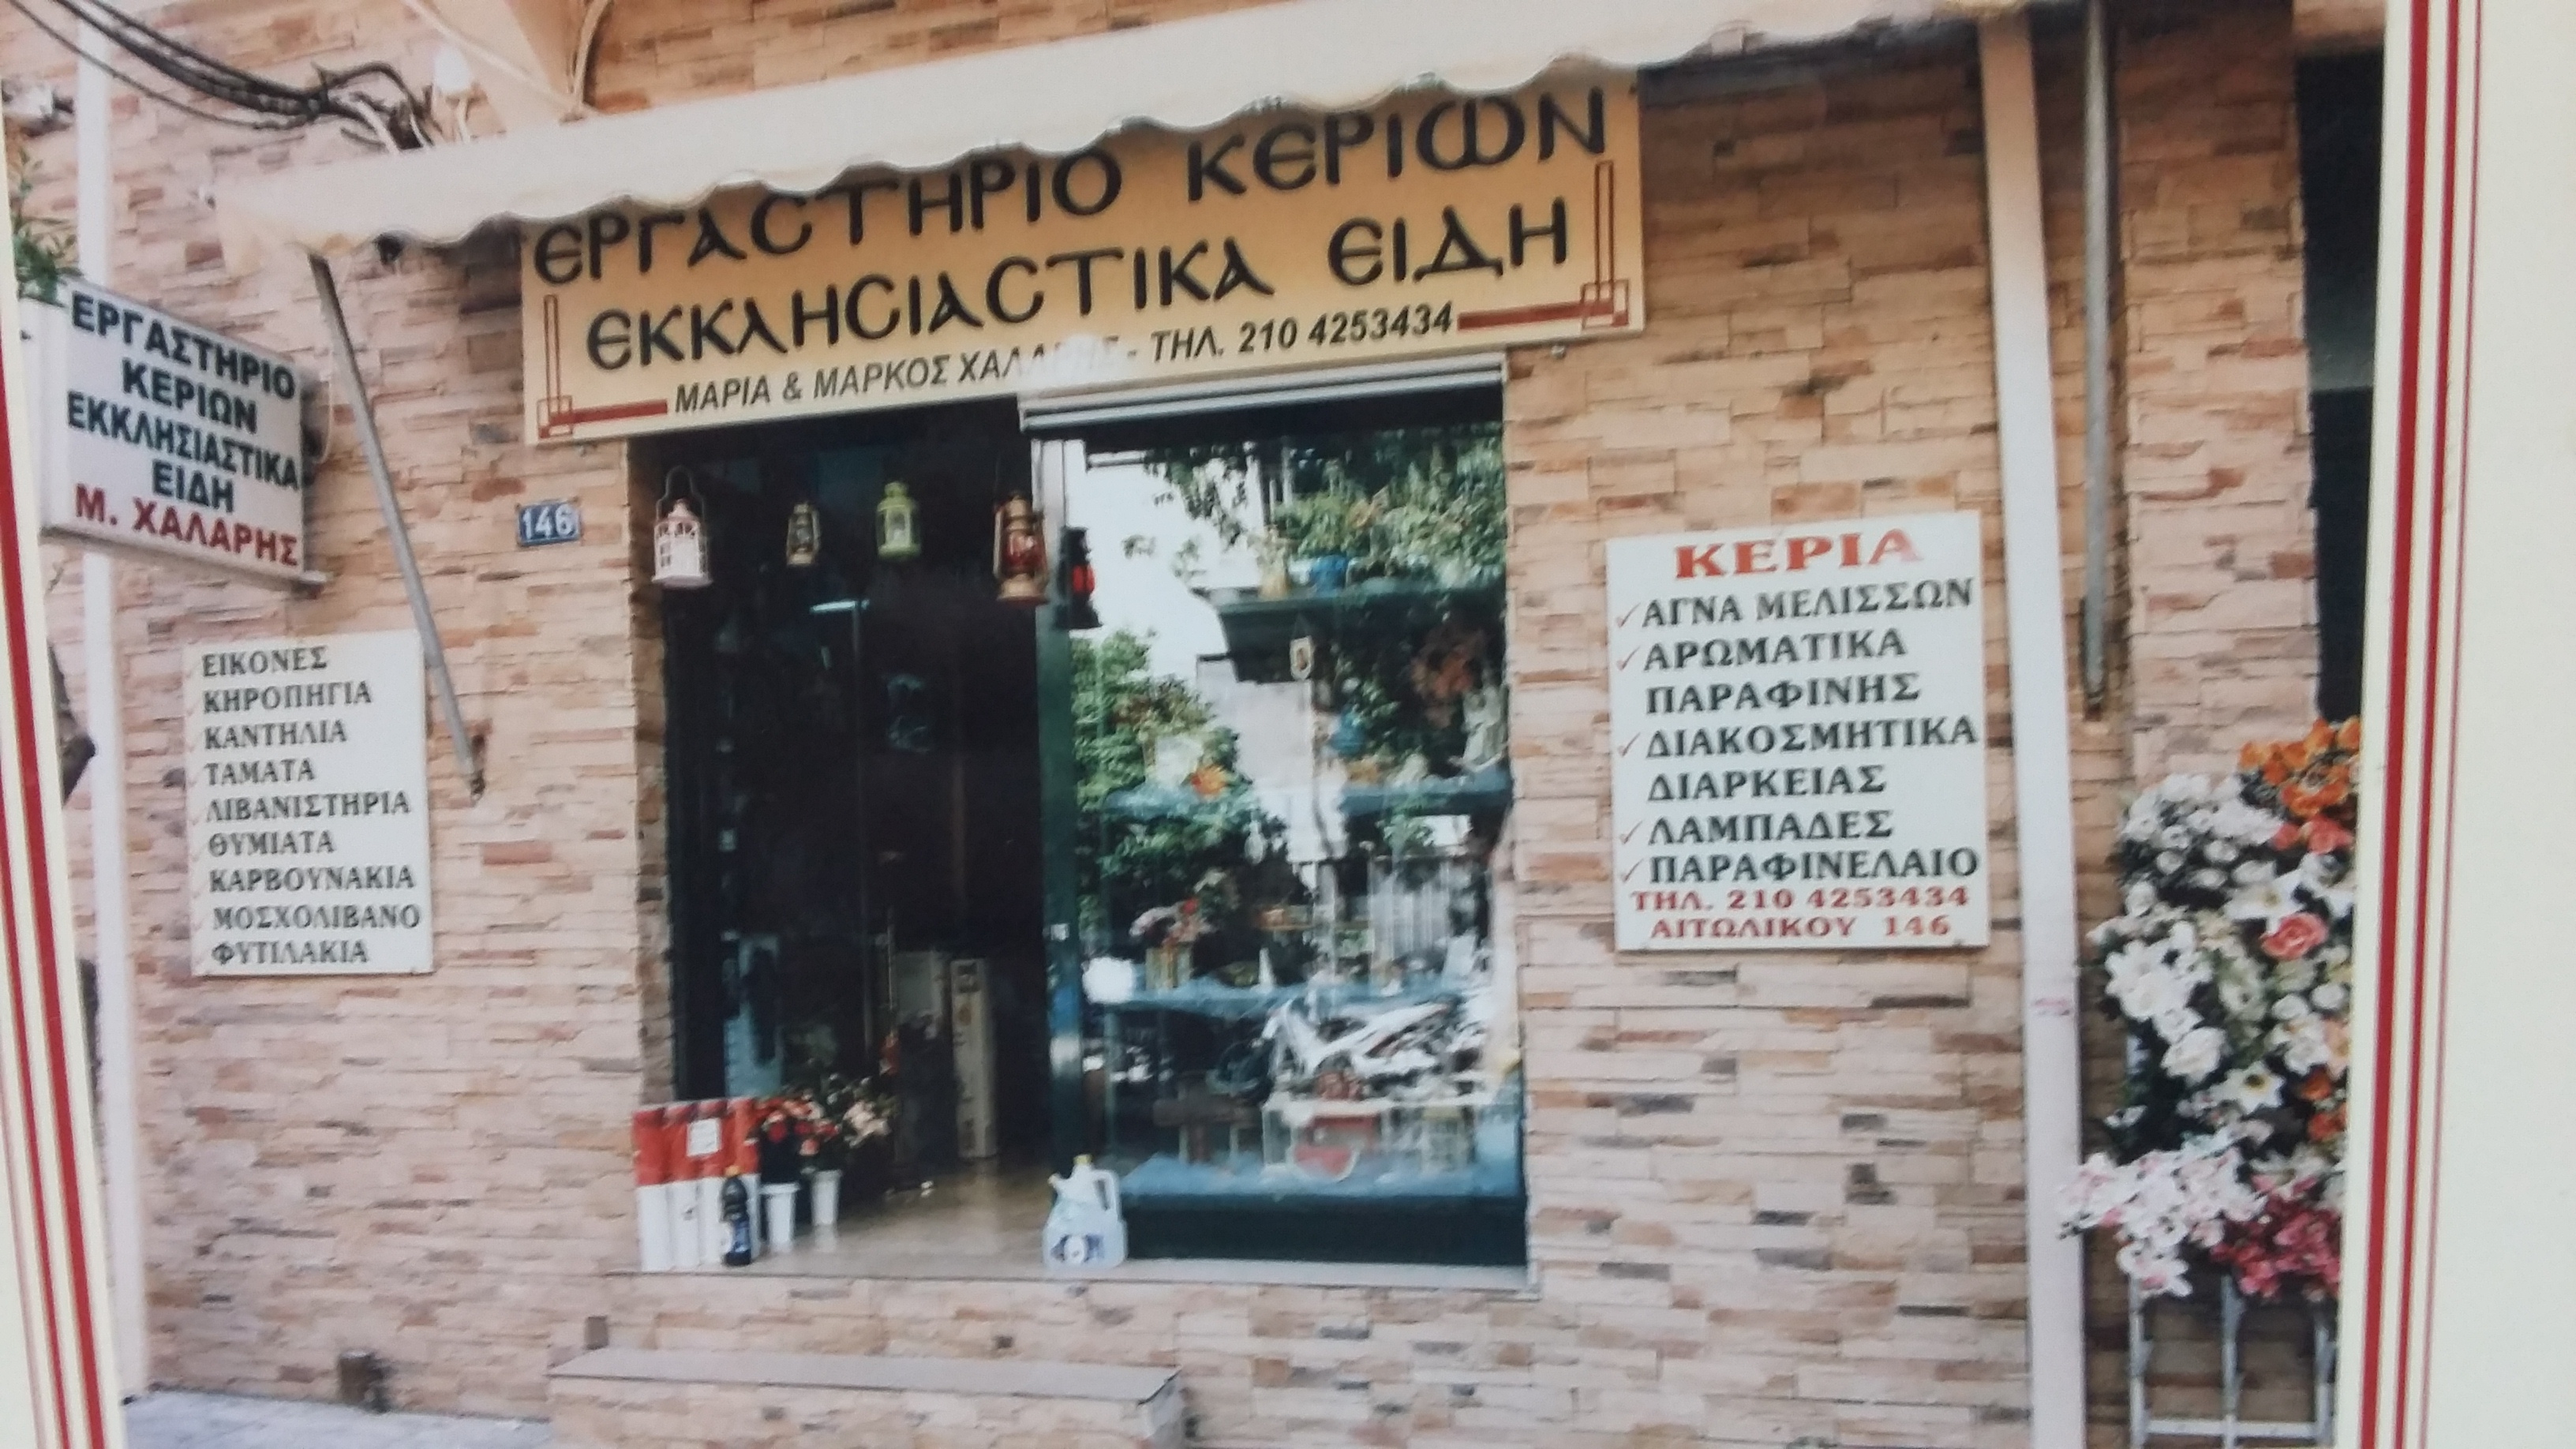 ΕΡΓΑΣΤΗΡΙΟ ΚΕΡΙΩΝ
ΕΚΚΛΗΣΙΑΣΤΙΚΑ ΕΙΔΗ
ΜΑΡΙΑ & ΜΑΡΚΟΣ ΧΑΛΑΡΗΣ - ΤΗΛ. 210 4253434
ΕΡΓΑΣΤΗΡΙΟ
ΚΕΡΙΩΝ
ΕΚΚΛΗΣΙΑΣΤΙΚΑ
ΕΙΔΗ
Μ. ΧΑΛΑΡΗΣ
146
ΕΙΚΟΝΕΣ
ΚΗΡΟΠΗΓΙΑ
ΚΑΝΤΗΛΙΑ
ΤΑΜΑΤΑ
ΛΙΒΑΝΙΣΤΗΡΙΑ
ΘΥΜΙΑΤΑ
ΚΑΡΒΟΥΝΑΚΙΑ
ΜΟΣΧΟΛΙΒΑΝΟ
ΦΥΤΙΛΑΚΙΑ
ΚΕΡΙΑ
✓ΑΓΝΑ ΜΕΛΙΣΣΩΝ
✓ΑΡΩΜΑΤΙΚΑ
ΠΑΡΑΦΙΝΗΣ
✓ΔΙΑΚΟΣΜΗΤΙΚΑ
ΔΙΑΡΚΕΙΑΣ
✓ΛΑΜΠΑΔΕΣ
✓ΠΑΡΑΦΙΝΕΛΑΙΟ
ΤΗΛ. 210 4253434
ΑΙΤΩΛΙΚΟΥ 146